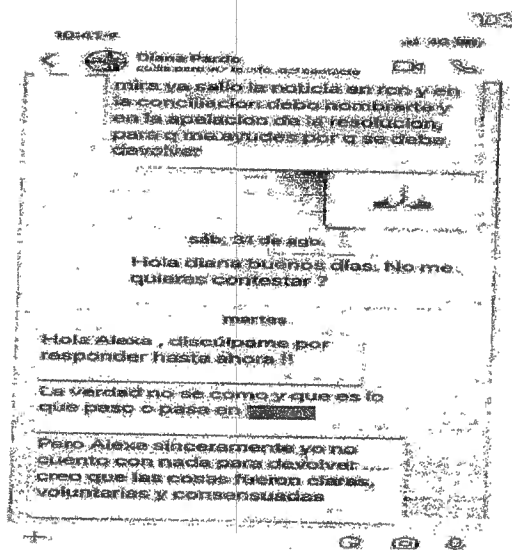 10:41
Diana Pardo
mira ya salio la noticia en rcn y en
la conciliacion debo nombrarte y
en la apelacion de la resolucion,
para q me ayudes por q se debe
devolver
sáb, 31 de ago.
Hola diana buenos días. No me
quieres contestar ?
martes
Hola Alexa , discúlpame por
responder hasta ahora !!
La verdad no se como y que es lo
que paso o pasa en
Pero Alexa sinceramente yo no
cuento con nada para devolver
creo que las cosas fueron claras,
voluntarias y consensuadas